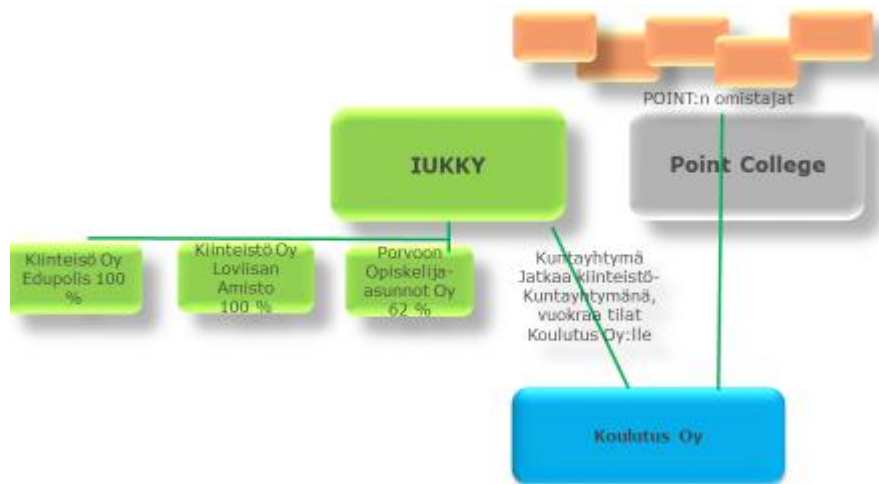 POINT:n omistajat
IUKKY
Point College
Kiinteisö Oy
Edupolis 100
%
Kiinteistö Oy
Loviisan
Amisto
100 %
Porvoon
Opiskelija-
asunnot Oy
62 %
Kuntayhtymä
Jatkaa kiinteistö-
Kuntayhtymänä,
vuokraa tilat
Koulutus Oy:lle
Koulutus Oy